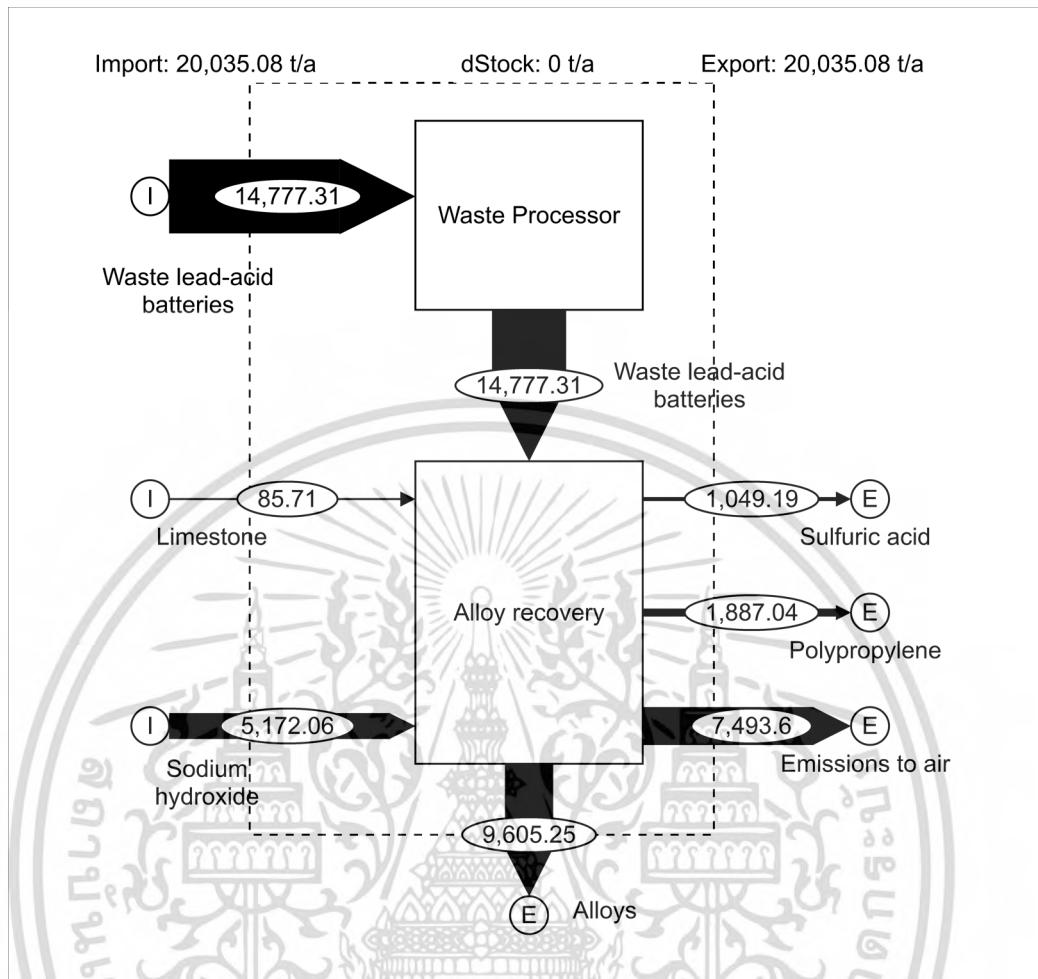 Import: 20,035.08 t/a
dStock: 0 t/a
Export: 20,035.08 t/a
I
14,777.31
Waste Processor
Waste lead-acid
batteries
14,777.31
Waste lead-acid
batteries
I
85.71
Limestone
1,049.19
E
Sulfuric acid
Alloy recovery
1,887.04
E
Polypropylene
I
5,172.06
Sodium
hydroxide
7,493.6
E
Emissions to air
9,605.25
E
Alloys